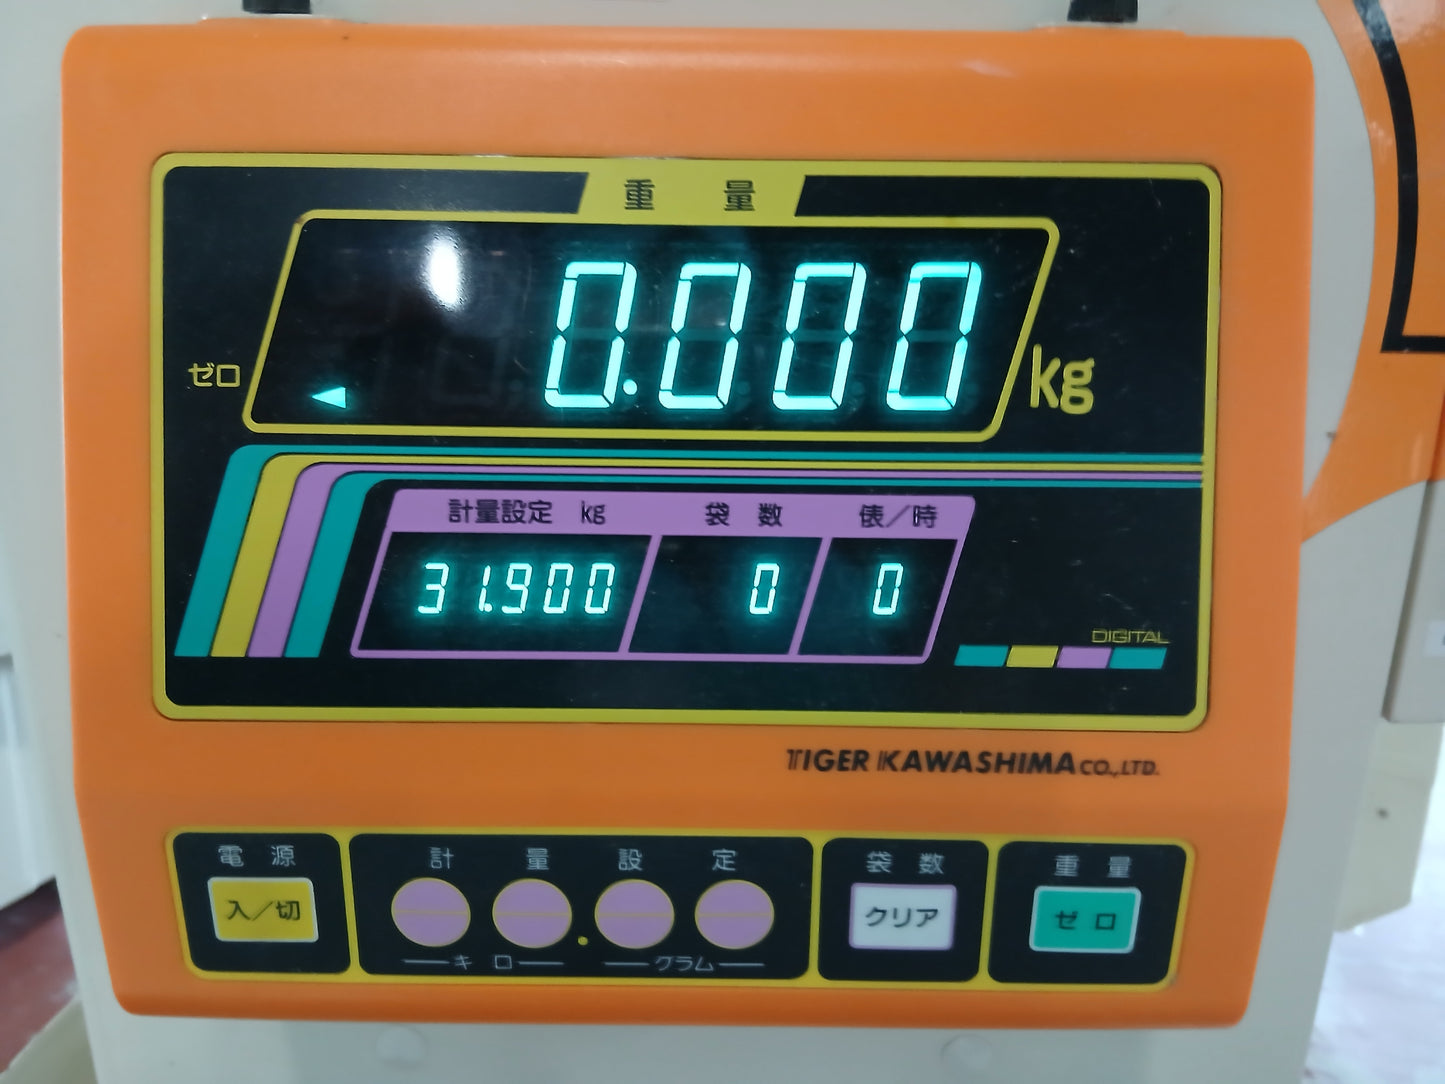 重量
0.000 kg
ゼロ
計量設定 kg 袋数 俵／時
31.900 0 0
DIGITAL
TIGER KAWASHIMA CO.,LTD.
電源 計量設定 袋数 重量
入／切 クリア ゼロ
キロ グラム